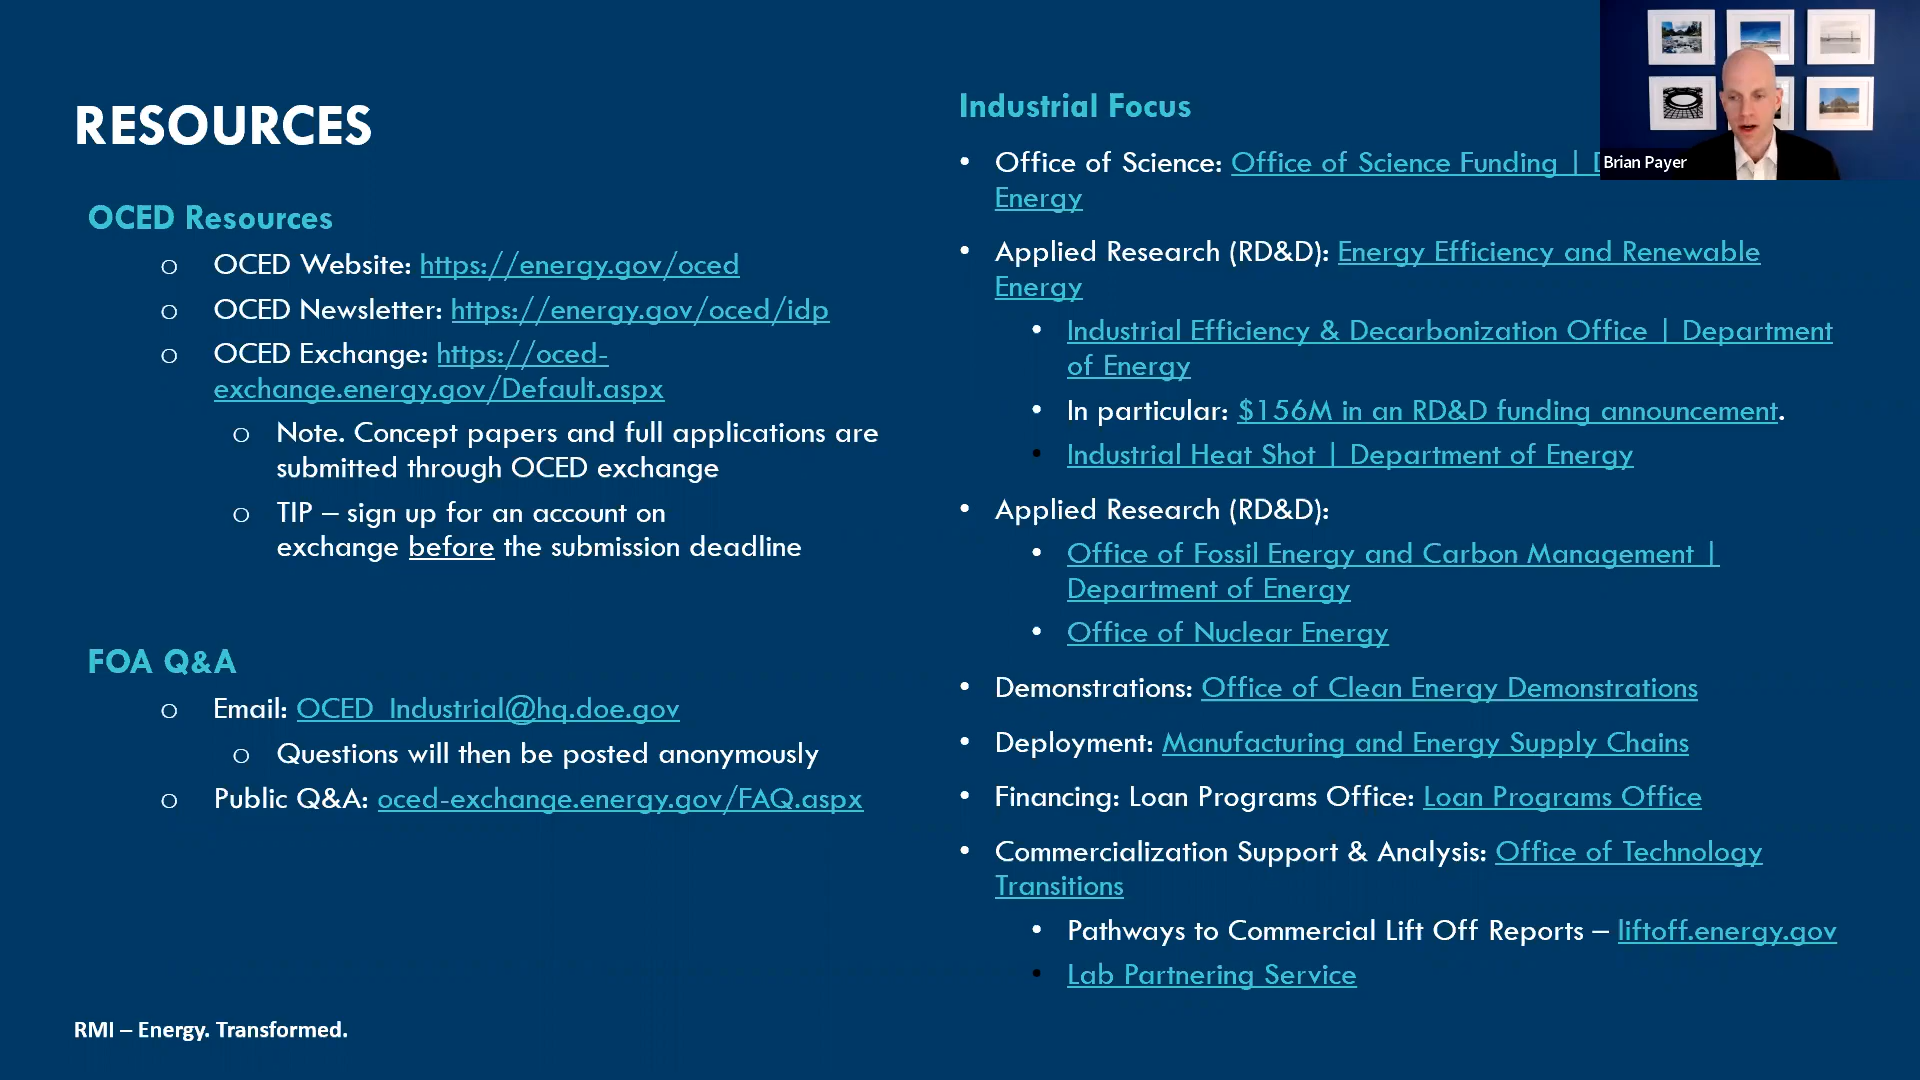 RESOURCES
OCED Resources
o OCED Website: https://energy.gov/oced
o OCED Newsletter: https://energy.gov/oced/idp
o OCED Exchange: https://oced-
exchange.energy.gov/Default.aspx
o Note. Concept papers and full applications are
submitted through OCED exchange
o TIP – sign up for an account on
exchange before the submission deadline
FOA Q&A
o Email: OCED_Industrial@hq.doe.gov
o Questions will then be posted anonymously
o Public Q&A: oced-exchange.energy.gov/FAQ.aspx
RMI – Energy. Transformed.
Industrial Focus
• Office of Science: Office of Science Funding |
Energy
• Applied Research (RD&D): Energy Efficiency and Renewable
Energy
• Industrial Efficiency & Decarbonization Office | Department
of Energy
• In particular: $156M in an RD&D funding announcement.
• Industrial Heat Shot | Department of Energy
• Applied Research (RD&D):
• Office of Fossil Energy and Carbon Management |
Department of Energy
• Office of Nuclear Energy
• Demonstrations: Office of Clean Energy Demonstrations
• Deployment: Manufacturing and Energy Supply Chains
• Financing: Loan Programs Office: Loan Programs Office
• Commercialization Support & Analysis: Office of Technology
Transitions
• Pathways to Commercial Lift Off Reports – liftoff.energy.gov
• Lab Partnering Service
Brian Payer